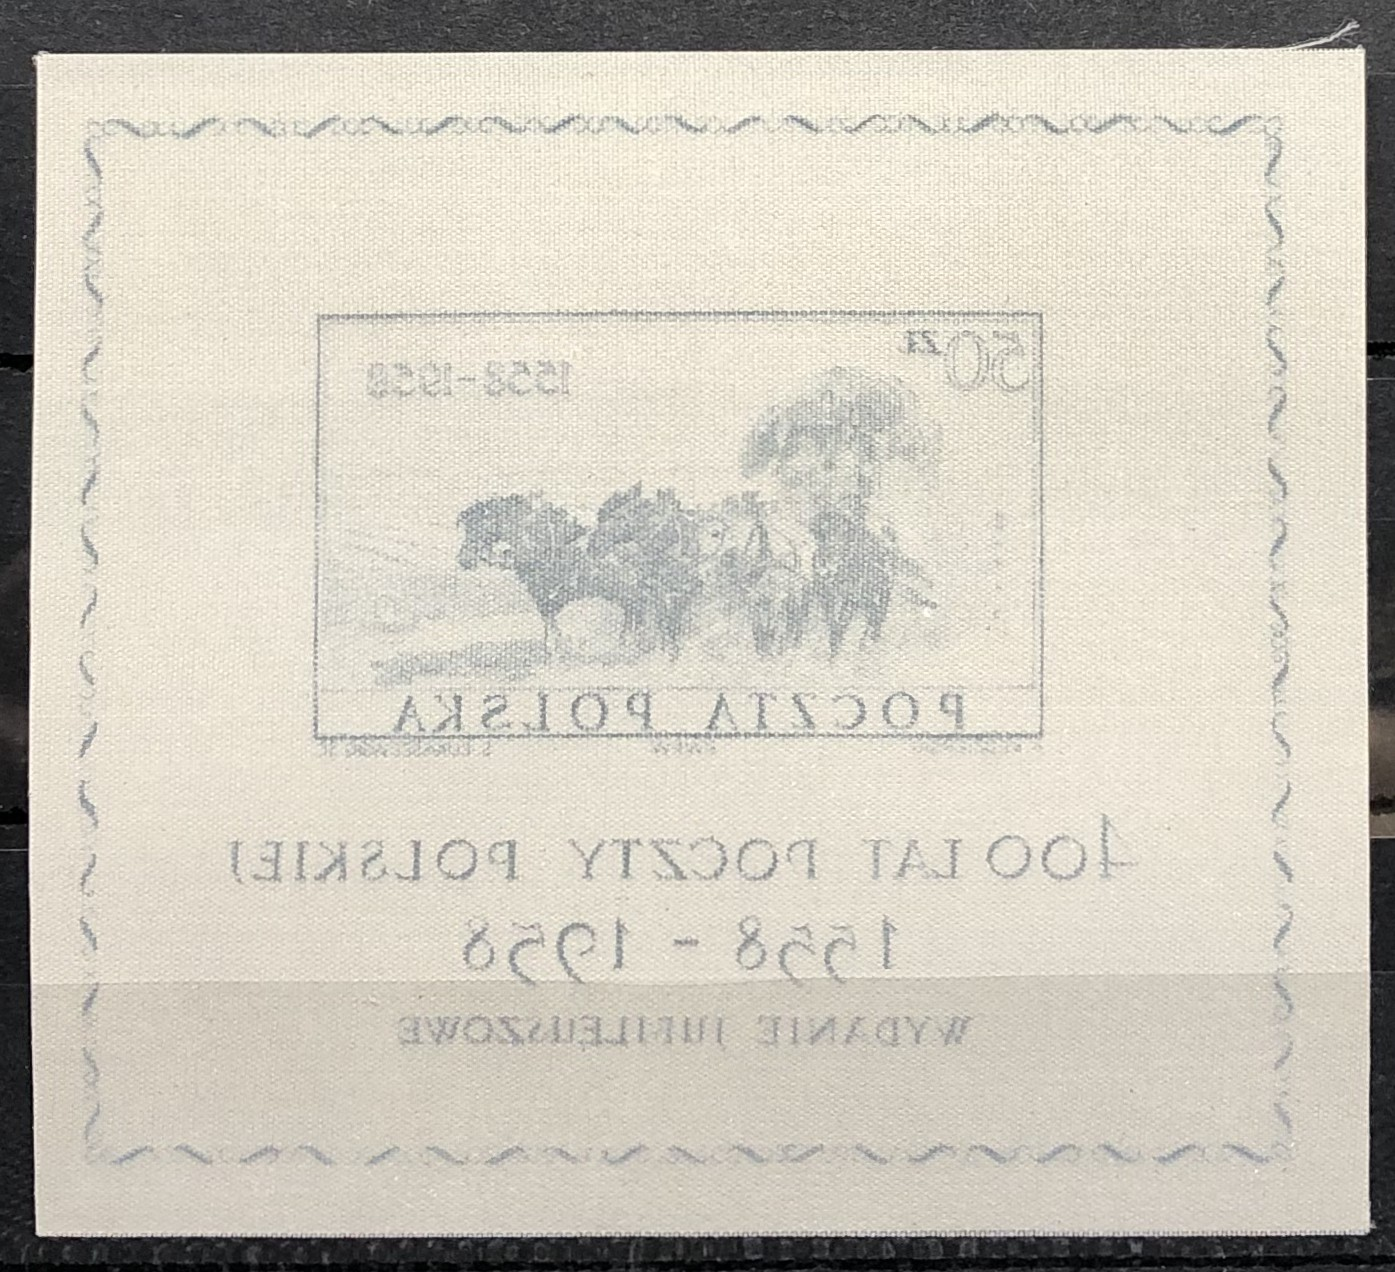 50 ZŁ
1558-1958
POCZTA POLSKA
400 LAT POCZTY POLSKIEJ
1558 - 1958
WYDANIE JUBILEUSZOWE